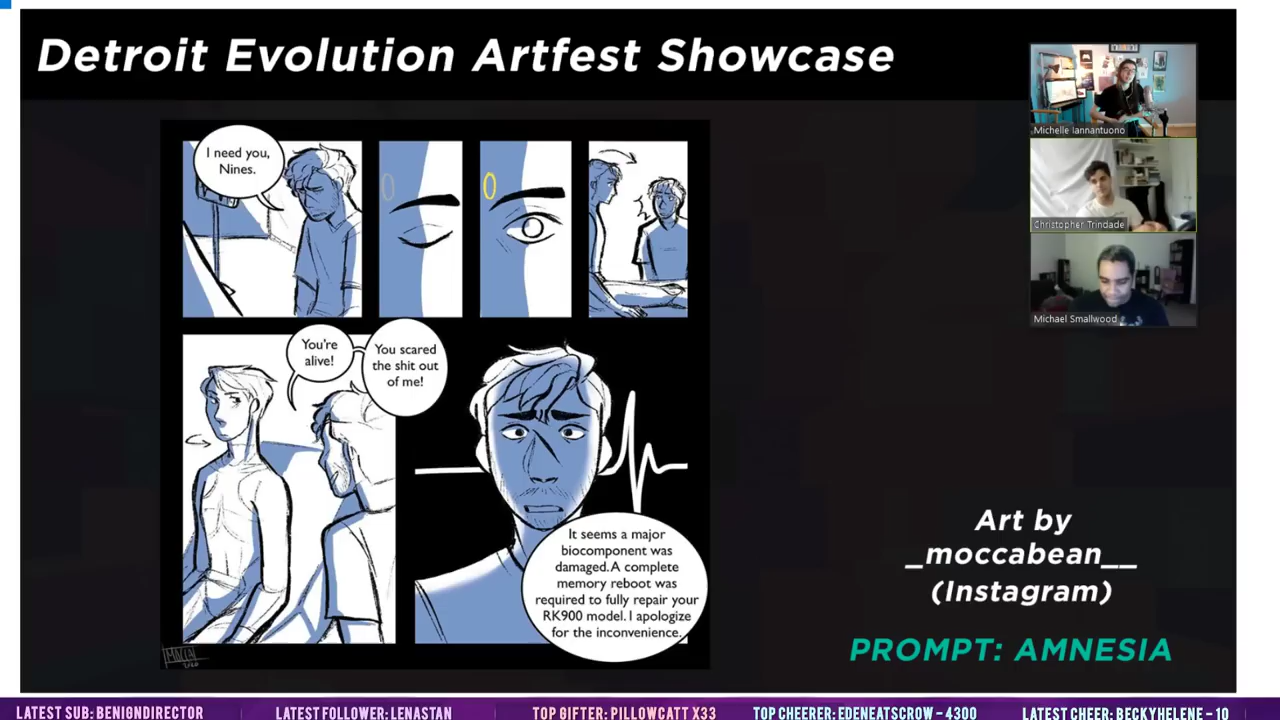 Detroit Evolution Artfest Showcase
I need you,
Nines.
You're
alive!
You scared
the shit out
of me!
It seems a major
biocomponent was
damaged. A complete
memory reboot was
required to fully repair your
RK900 model. I apologize
for the inconvenience.
2020
Michelle Iannantuono
Christopher Trindade
Michael Smallwood
Art by
_moccabean__
(Instagram)
PROMPT: AMNESIA
LATEST SUB: BENIGNDIRECTOR
LATEST FOLLOWER: LENASTAN
TOP GIFTER: PILLOWCATT X33
TOP CHEERER: EDENEATSCROW - 4300
LATEST CHEER: BECKYHELENE - 10